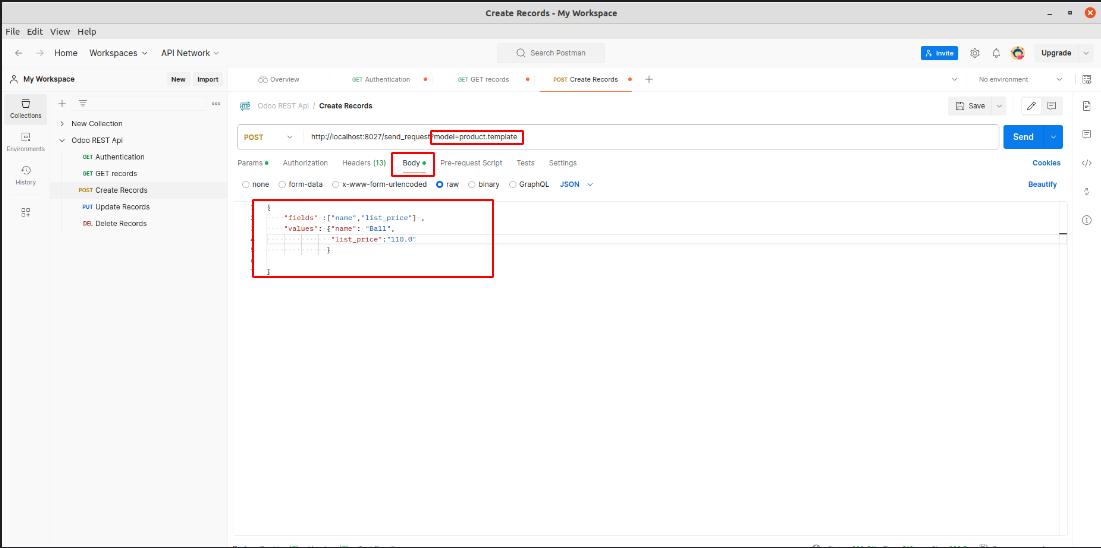 Create Records - My Workspace
File Edit View Help
Home Workspaces API Network Search Postman Invite Upgrade
My Workspace New Import Overview GET Authentication GET GET records POST Create Records No environment
Collections
Environments
History
New Collection
Odoo REST Api
GET Authentication
GET GET records
POST Create Records
PUT Update Records
DEL Delete Records
Odoo REST Api / Create Records Save
POST http://localhost:8027/send_request?model=product.template Send
Params Authorization Headers (13) Body Pre-request Script Tests Settings Cookies
none form-data x-www-form-urlencoded raw binary GraphQL JSON Beautify
{
"fields" :["name","list_price"] ,
"values": {"name": "Ball",
"list_price":"110.0"
}
}